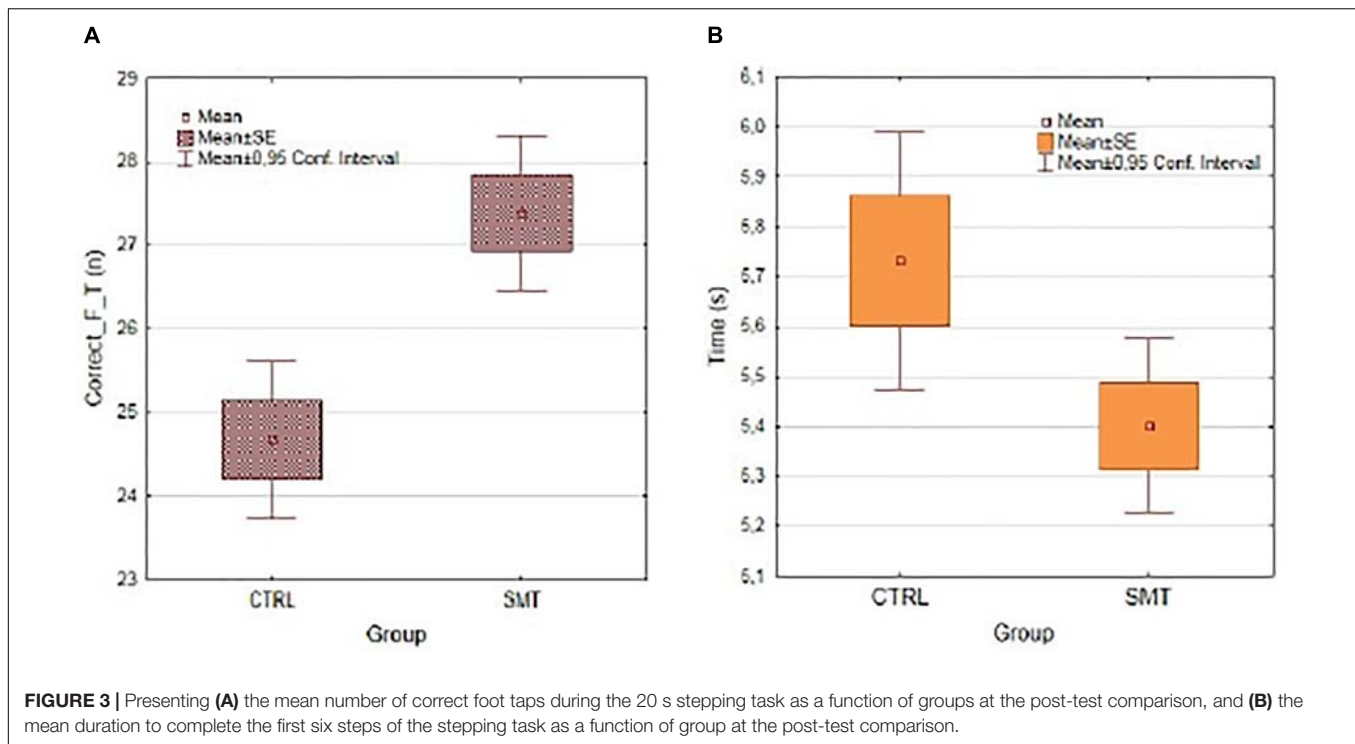 A
29
28
27
26
25
24
23
Correct_F_T (n)
Mean
Mean±SE
Mean±0,95 Conf. Interval
CTRL
SMT
Group
B
6,1
6,0
5,9
5,8
5,7
5,6
5,5
5,4
5,3
5,2
5,1
Time (s)
Mean
Mean±SE
Mean±0,95 Conf. Interval
CTRL
SMT
Group
FIGURE 3 | Presenting (A) the mean number of correct foot taps during the 20 s stepping task as a function of groups at the post-test comparison, and (B) the
mean duration to complete the first six steps of the stepping task as a function of group at the post-test comparison.